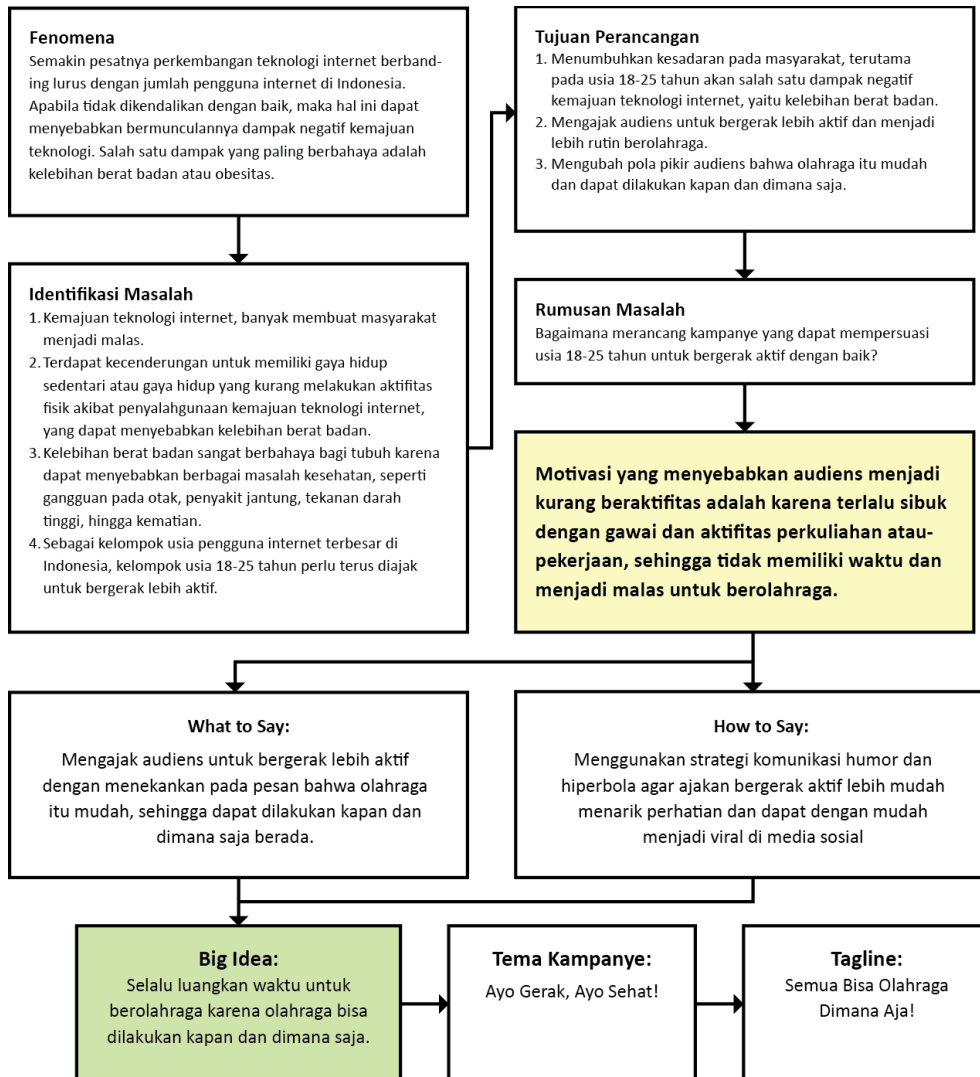 Fenomena
Semakin pesatnya perkembangan teknologi internet berband-
ing lurus dengan jumlah pengguna internet di Indonesia.
Apabila tidak dikendalikan dengan baik, maka hal ini dapat
menyebabkan bermunculannya dampak negatif kemajuan
teknologi. Salah satu dampak yang paling berbahaya adalah
kelebihan berat badan atau obesitas.
Identifikasi Masalah
1. Kemajuan teknologi internet, banyak membuat masyarakat
menjadi malas.
2. Terdapat kecenderungan untuk memiliki gaya hidup
sedentari atau gaya hidup yang kurang melakukan aktifitas
fisik akibat penyalahgunaan kemajuan teknologi internet,
yang dapat menyebabkan kelebihan berat badan.
3. Kelebihan berat badan sangat berbahaya bagi tubuh karena
dapat menyebabkan berbagai masalah kesehatan, seperti
gangguan pada otak, penyakit jantung, tekanan darah
tinggi, hingga kematian.
4. Sebagai kelompok usia pengguna internet terbesar di
Indonesia, kelompok usia 18-25 tahun perlu terus diajak
untuk bergerak lebih aktif.
Tujuan Perancangan
1. Menumbuhkan kesadaran pada masyarakat, terutama
pada usia 18-25 tahun akan salah satu dampak negatif
kemajuan teknologi internet, yaitu kelebihan berat badan.
2. Mengajak audiens untuk bergerak lebih aktif dan menjadi
lebih rutin berolahraga.
3. Mengubah pola pikir audiens bahwa olahraga itu mudah
dan dapat dilakukan kapan dan dimana saja.
Rumusan Masalah
Bagaimana merancang kampanye yang dapat mempersuasi
usia 18-25 tahun untuk bergerak aktif dengan baik?
Motivasi yang menyebabkan audiens menjadi
kurang beraktifitas adalah karena terlalu sibuk
dengan gawai dan aktifitas perkuliahan atau-
pekerjaan, sehingga tidak memiliki waktu dan
menjadi malas untuk berolahraga.
What to Say:
Mengajak audiens untuk bergerak lebih aktif
dengan menekankan pada pesan bahwa olahraga
itu mudah, sehingga dapat dilakukan kapan dan
dimana saja berada.
How to Say:
Menggunakan strategi komunikasi humor dan
hiperbola agar ajakan bergerak aktif lebih mudah
menarik perhatian dan dapat dengan mudah
menjadi viral di media sosial
Big Idea:
Selalu luangkan waktu untuk
berolahraga karena olahraga bisa
dilakukan kapan dan dimana saja.
Tema Kampanye:
Ayo Gerak, Ayo Sehat!
Tagline:
Semua Bisa Olahraga
Dimana Aja!